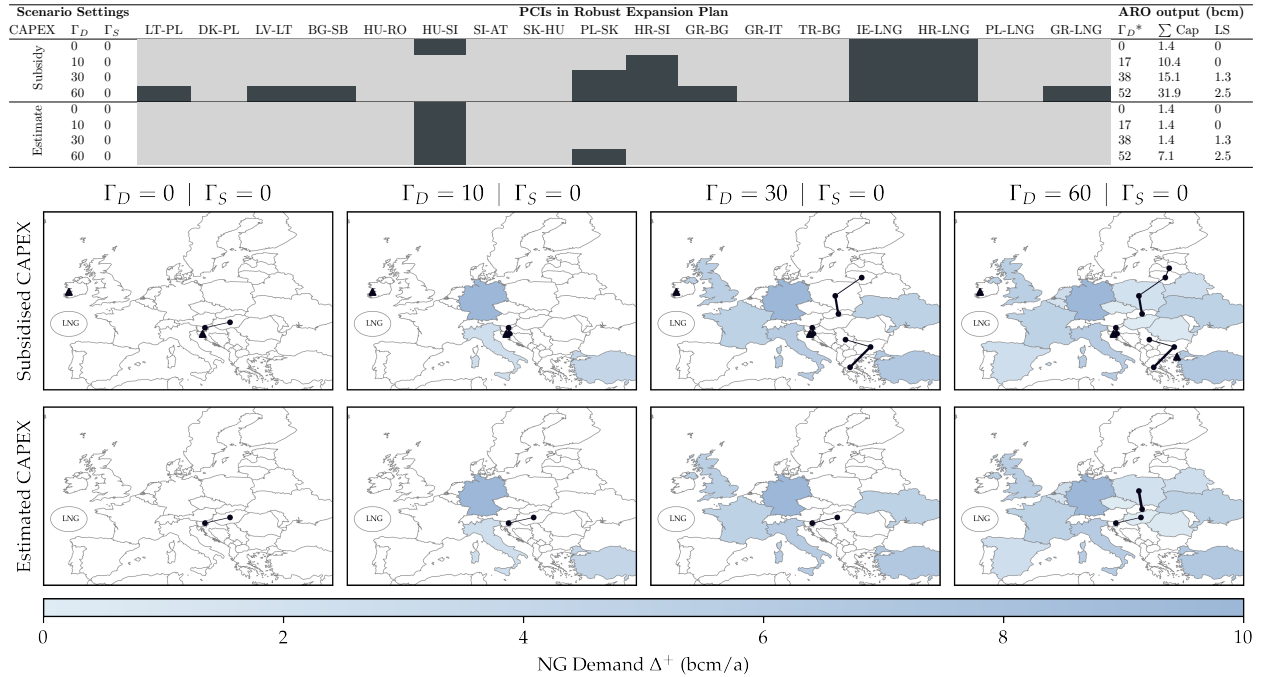 Scenario Settings PCIs in Robust Expansion Plan ARO output (bcm)
CAPEX Γ_D Γ_S LT-PL DK-PL LV-LT BG-SB HU-RO HU-SI SI-AT SK-HU PL-SK HR-SI GR-BG GR-IT TR-BG IE-LNG HR-LNG PL-LNG GR-LNG Γ_D* ∑ Cap LS
Subsidy
0 0 0 1.4 0
10 0 17 10.4 0
30 0 38 15.1 1.3
60 0 52 31.9 2.5
Estimate
0 0 0 1.4 0
10 0 17 1.4 0
30 0 38 1.4 1.3
60 0 52 7.1 2.5
Γ_D = 0 | Γ_S = 0
Γ_D = 10 | Γ_S = 0
Γ_D = 30 | Γ_S = 0
Γ_D = 60 | Γ_S = 0
Subsidised CAPEX
LNG
LNG
LNG
LNG
Estimated CAPEX
LNG
LNG
LNG
LNG
0 2 4 6 8 10
NG Demand Δ⁺ (bcm/a)